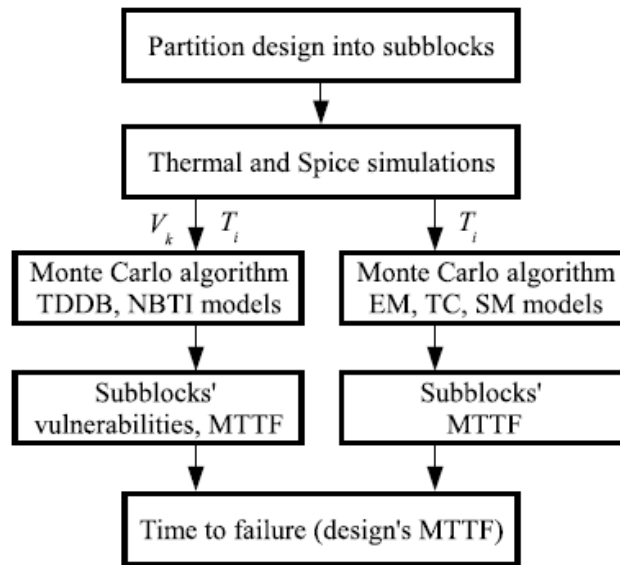 Partition design into subblocks
Thermal and Spice simulations
V_k T_i
T_i
Monte Carlo algorithm
TDDB, NBTI models
Monte Carlo algorithm
EM, TC, SM models
Subblocks'
vulnerabilities, MTTF
Subblocks'
MTTF
Time to failure (design's MTTF)